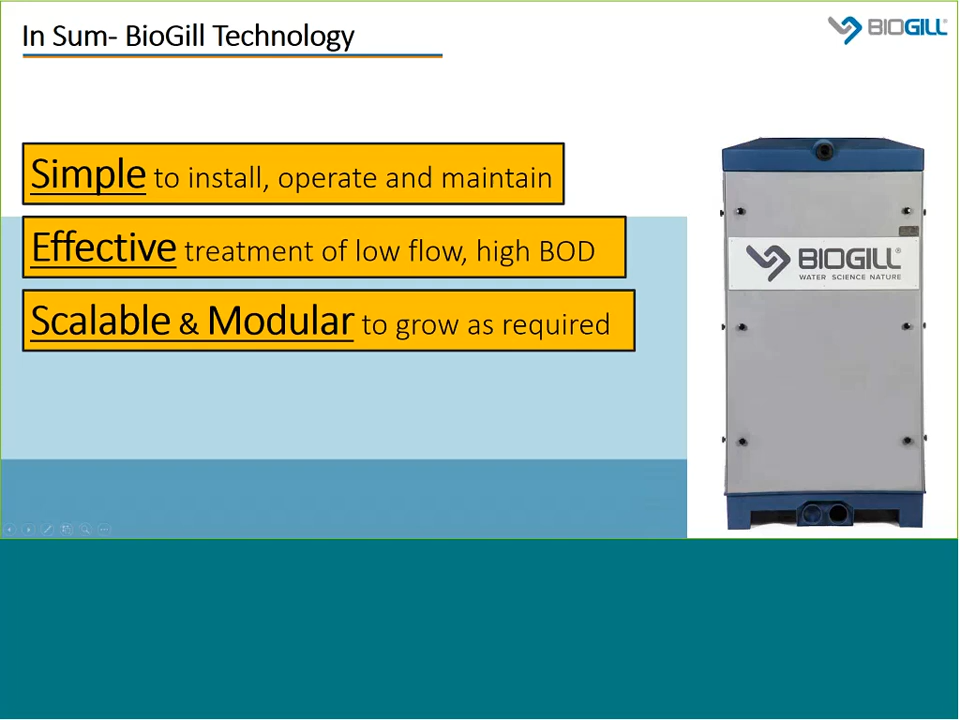 In Sum- BioGill Technology
BIOGILL®
Simple to install, operate and maintain
Effective treatment of low flow, high BOD
Scalable & Modular to grow as required
BIOGILL®
WATER SCIENCE NATURE